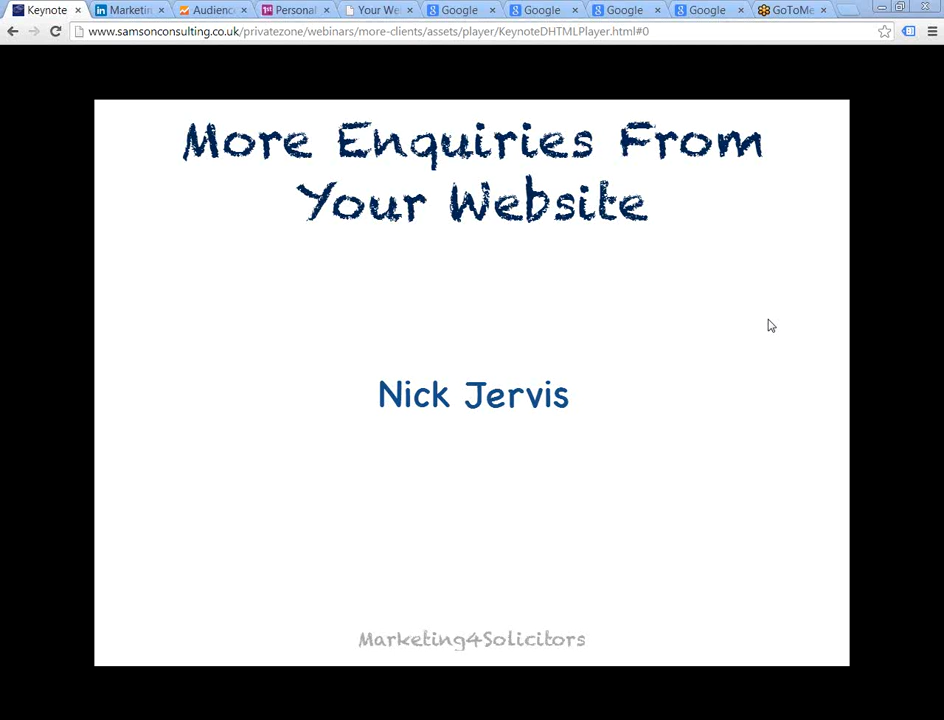 Keynote
Marketin
Audience
Personal
Your We
Google
Google
Google
Google
GoToMe
www.samsonconsulting.co.uk/privatezone/webinars/more-clients/assets/player/KeynoteDHTMLPlayer.html#0
More Enquiries From
Your Website
Nick Jervis
Marketing4Solicitors